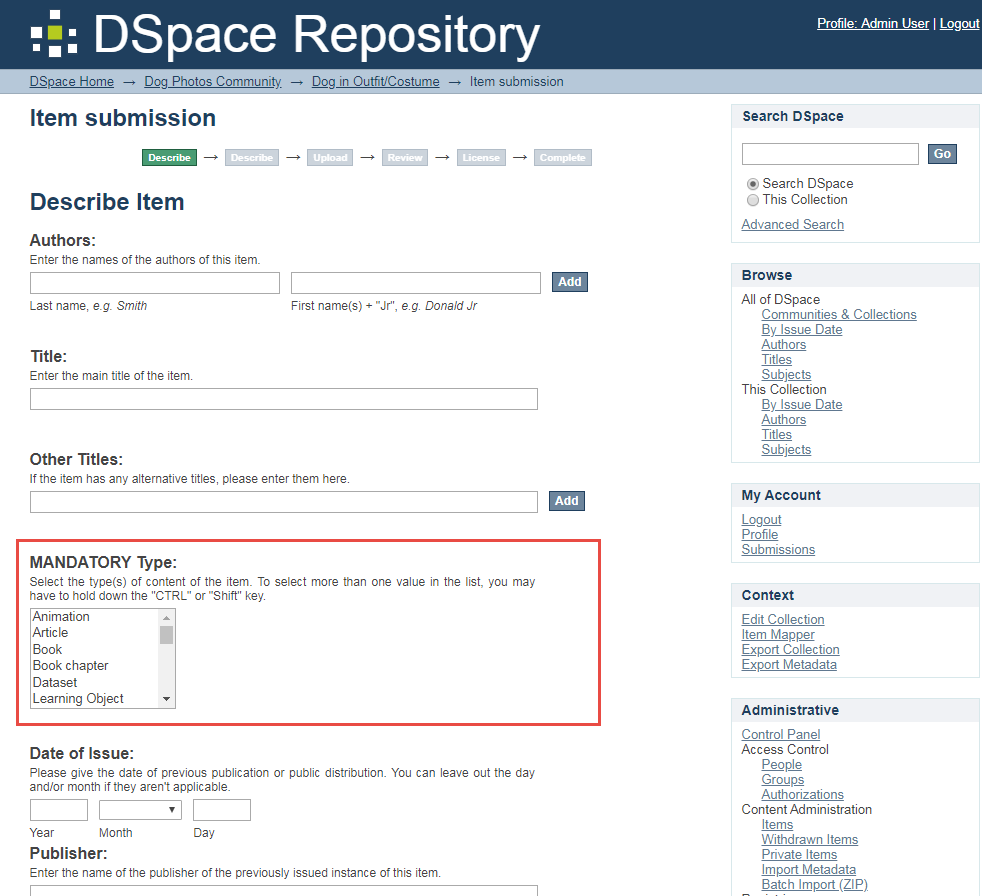 DSpace Repository
Profile: Admin User | Logout
DSpace Home → Dog Photos Community → Dog in Outfit/Costume → Item submission
Item submission
Describe → Describe → Upload → Review → License → Complete
Describe Item
Authors:
Enter the names of the authors of this item.
Add
Last name, e.g. Smith
First name(s) + "Jr", e.g. Donald Jr
Title:
Enter the main title of the item.
Other Titles:
If the item has any alternative titles, please enter them here.
Add
MANDATORY Type:
Select the type(s) of content of the item. To select more than one value in the list, you may
have to hold down the "CTRL" or "Shift" key.
Animation
Article
Book
Book chapter
Dataset
Learning Object
Date of Issue:
Please give the date of previous publication or public distribution. You can leave out the day
and/or month if they aren't applicable.
Year
Month
Day
Publisher:
Enter the name of the publisher of the previously issued instance of this item.
Search DSpace
Go
Search DSpace
This Collection
Advanced Search
Browse
All of DSpace
Communities & Collections
By Issue Date
Authors
Titles
Subjects
This Collection
By Issue Date
Authors
Titles
Subjects
My Account
Logout
Profile
Submissions
Context
Edit Collection
Item Mapper
Export Collection
Export Metadata
Administrative
Control Panel
Access Control
People
Groups
Authorizations
Content Administration
Items
Withdrawn Items
Private Items
Import Metadata
Batch Import (ZIP)